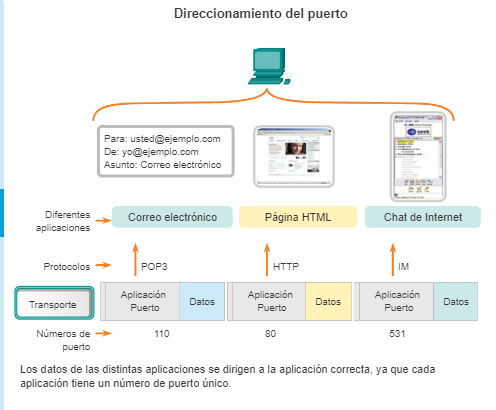 Direccionamiento del puerto
Para: usted@ejemplo.com
De: yo@ejemplo.com
Asunto: Correo electrónico
Diferentes
aplicaciones
Correo electrónico
Página HTML
Chat de Internet
Protocolos
POP3
HTTP
IM
Transporte
Aplicación
Puerto
Datos
Aplicación
Puerto
Datos
Aplicación
Puerto
Datos
Números de
puerto
110
80
531
Los datos de las distintas aplicaciones se dirigen a la aplicación correcta, ya que cada
aplicación tiene un número de puerto único.